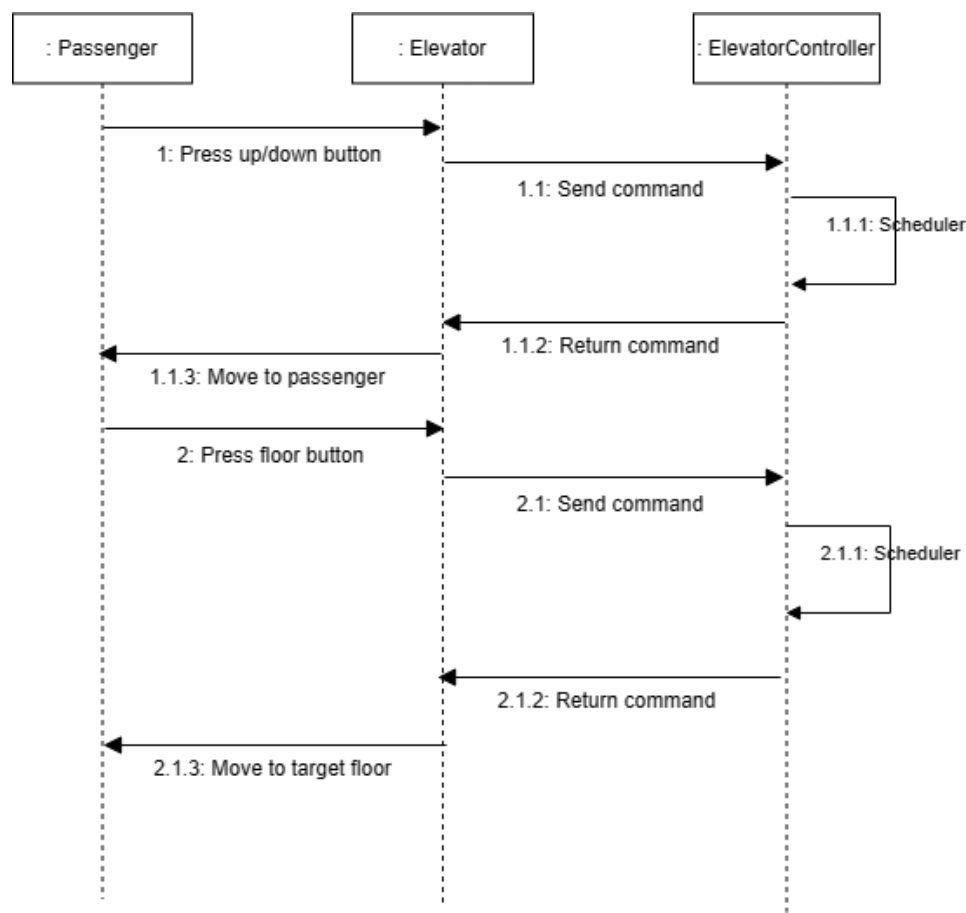 : Passenger
: Elevator
: ElevatorController
1: Press up/down button
1.1: Send command
1.1.1: Scheduler
1.1.2: Return command
1.1.3: Move to passenger
2: Press floor button
2.1: Send command
2.1.1: Scheduler
2.1.2: Return command
2.1.3: Move to target floor